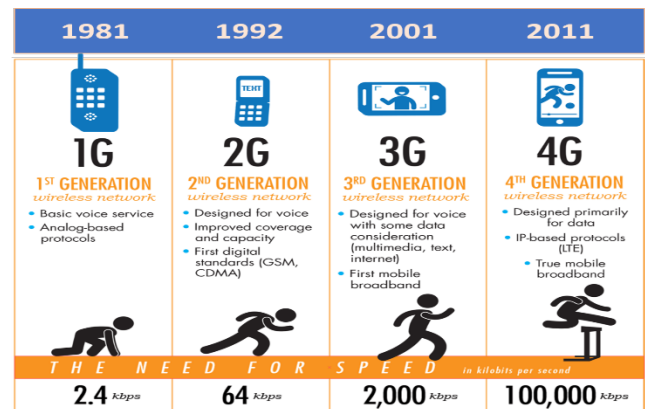 1981 1992 2001 2011
TEXT
1G
1ST GENERATION
wireless network
• Basic voice service
• Analog-based
protocols
2G
2ND GENERATION
wireless network
• Designed for voice
• Improved coverage
and capacity
• First digital
standards (GSM,
CDMA)
3G
3RD GENERATION
wireless network
• Designed for voice
with some data
consideration
(multimedia, text,
internet)
• First mobile
broadband
4G
4TH GENERATION
wireless network
• Designed primarily
for data
• IP-based protocols
(LTE)
• True mobile
broadband
THE NEED FOR SPEED in kilobits per second
2.4 kbps 64 kbps 2,000 kbps 100,000 kbps